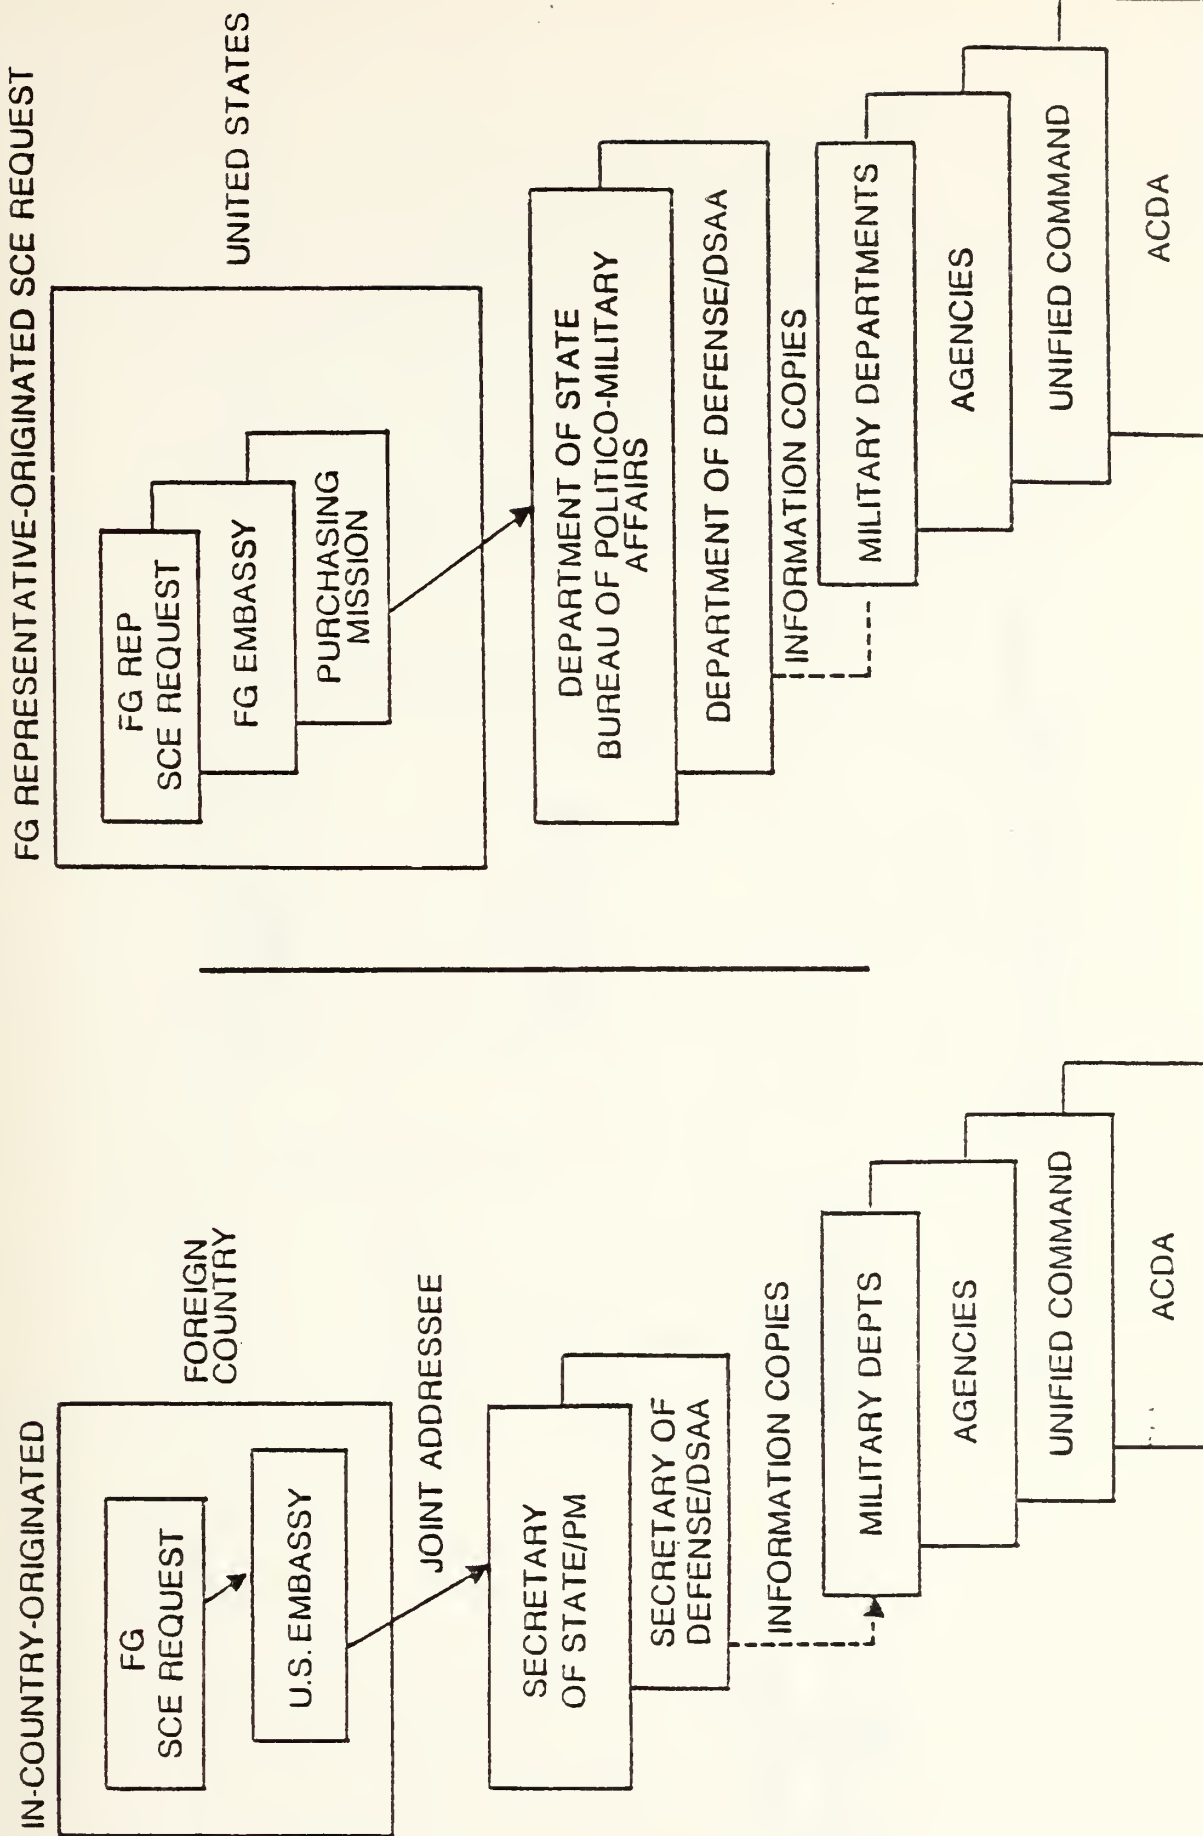 IN-COUNTRY-ORIGINATED
FOREIGN
COUNTRY
FG
SCE REQUEST
U.S. EMBASSY
JOINT ADDRESSEE
SECRETARY
OF STATE/PM
SECRETARY OF
DEFENSE/DSAA
INFORMATION COPIES
MILITARY DEPTS
AGENCIES
UNIFIED COMMAND
ACDA
FG REPRESENTATIVE-ORIGINATED SCE REQUEST
UNITED STATES
FG REP
SCE REQUEST
FG EMBASSY
PURCHASING
MISSION
DEPARTMENT OF STATE
BUREAU OF POLITICO-MILITARY
AFFAIRS
DEPARTMENT OF DEFENSE/DSAA
INFORMATION COPIES
MILITARY DEPARTMENTS
AGENCIES
UNIFIED COMMAND
ACDA